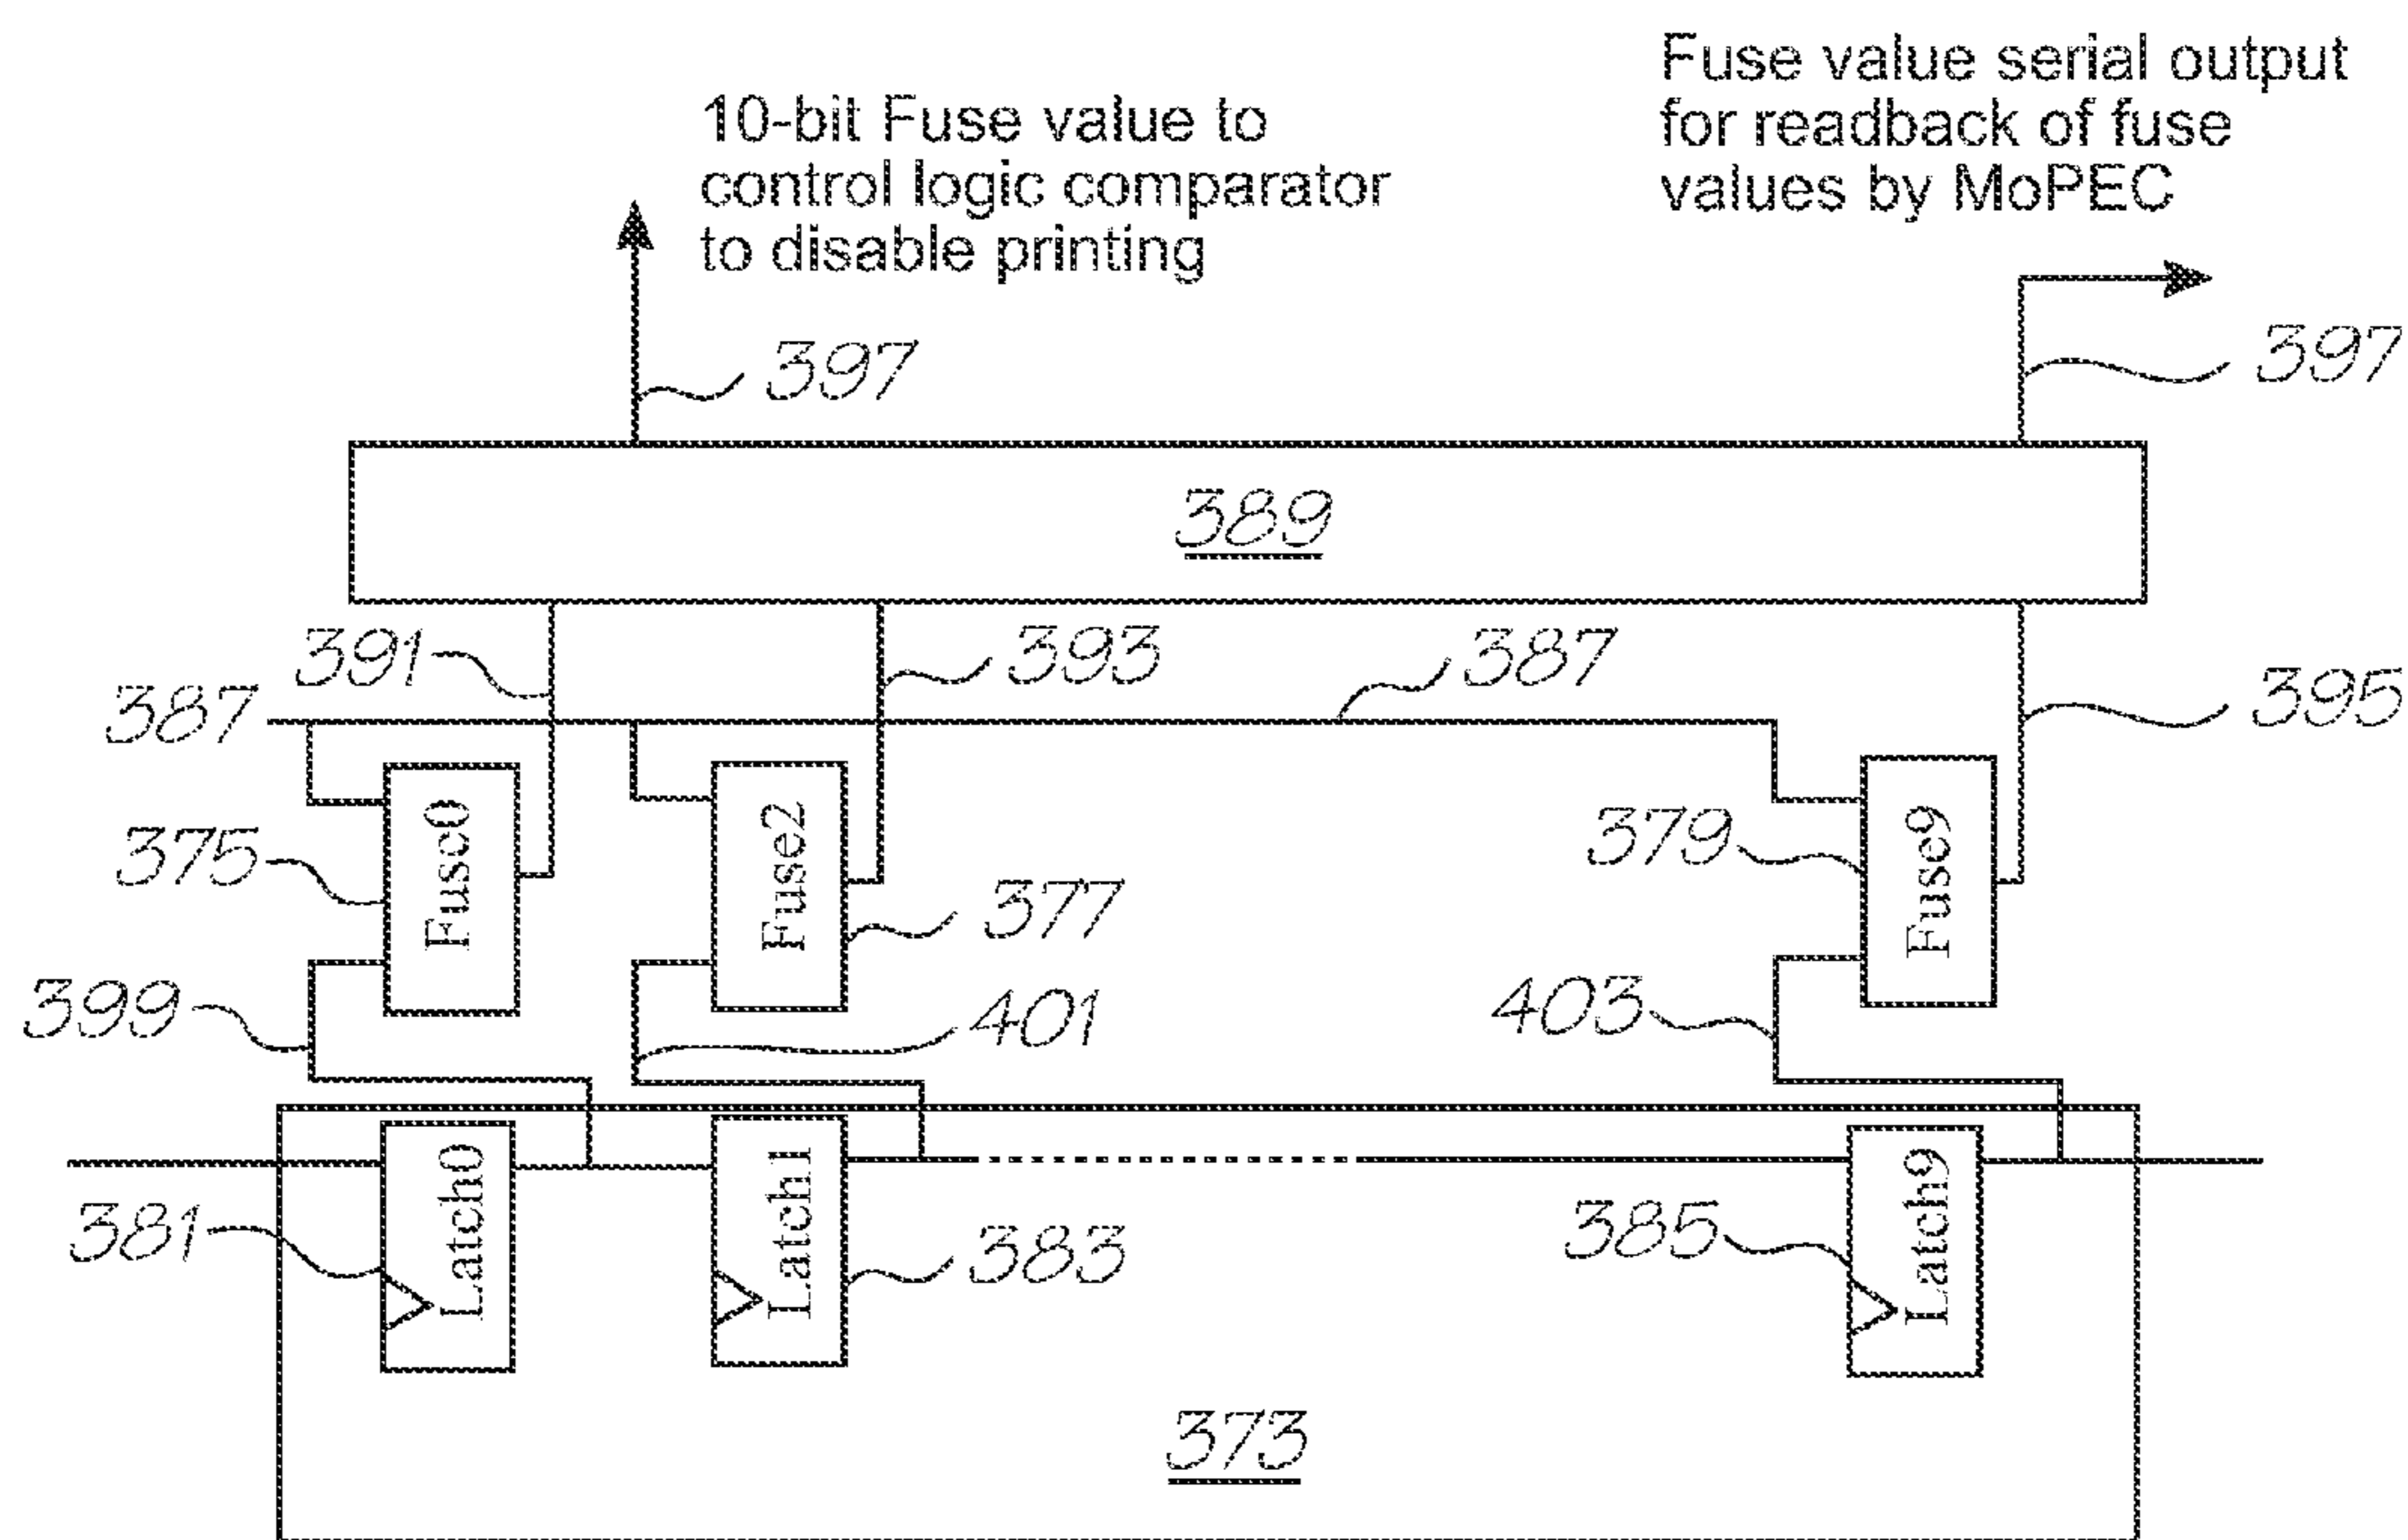 Fuse value serial output
for readback of fuse
values by MoPEC
10-bit Fuse value to
control logic comparator
to disable printing
397
397
389
391
393
387
395
387
375
Fuse0
Fuse2
377
379
Fuse9
399
401
403
381
Latch0
Latch1
383
385
Latch9
373